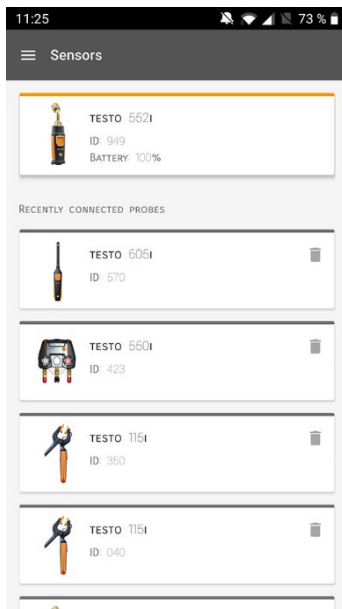 11:25 73 %
Sensors
TESTO 552I
ID: 949
BATTERY: 100%
RECENTLY CONNECTED PROBES
TESTO 605I
ID: 570
TESTO 550I
ID: 423
TESTO 115I
ID: 350
TESTO 115I
ID: 040